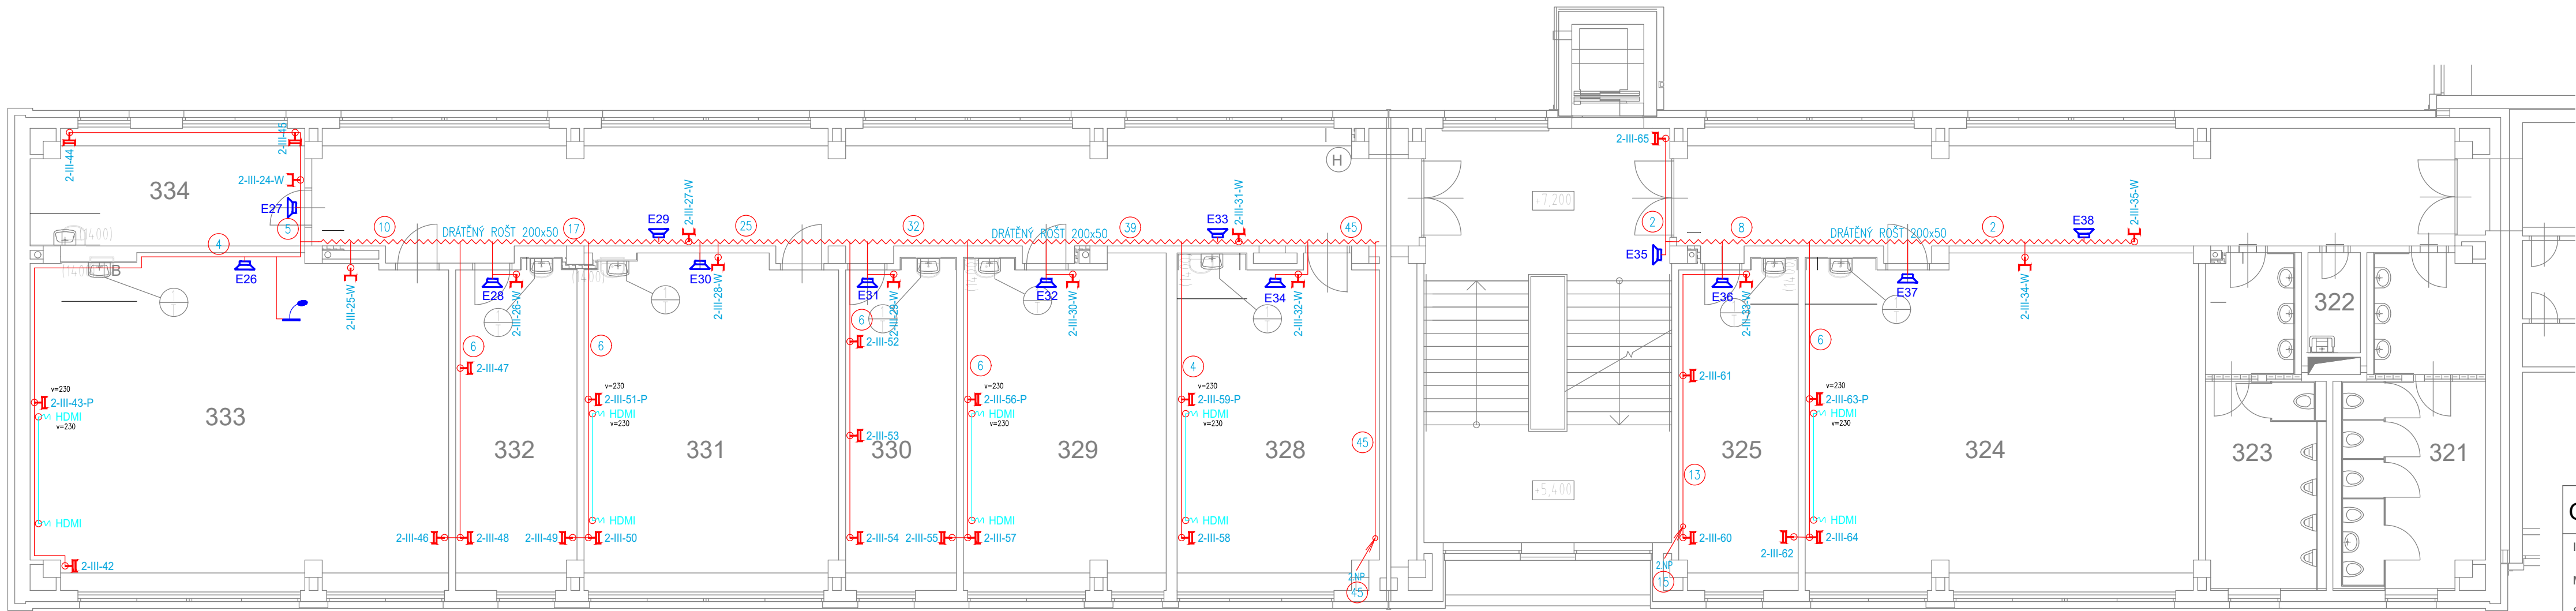 2-III-65
H
2-III-44
2-III-45
334
2-III-24-W
E27
5
4
10
DRÁTĚNÝ ROŠT 200x50
17
E29
2-III-27-W
25
32
DRÁTĚNÝ ROŠT 200x50
39
E33
2-III-31-W
45
+7,200
2
8
DRÁTĚNÝ ROŠT 200x50
2
E38
2-III-35-W
(1400)
B
E26
2-III-25-W
E28
2-III-26-W
(1400)
E30
2-III-28-W
E31
2-III-29-W
E32
2-III-30-W
E34
2-III-32-W
E35
E36
2-III-33-W
E37
2-III-34-W
322
6
2-III-47
6
6
2-III-52
6
4
2-III-61
6
v=230
2-III-43-P
HDMI
v=230
333
332
v=230
2-III-51-P
HDMI
v=230
331
2-III-53
330
v=230
2-III-56-P
HDMI
v=230
329
v=230
2-III-59-P
HDMI
v=230
328
45
325
13
v=230
2-III-63-P
HDMI
v=230
324
323
321
+5,400
HDMI
HDMI
HDMI
HDMI
HDMI
2-III-46
2-III-48
2-III-49
2-III-50
2-III-54
2-III-55
2-III-57
2-III-58
2-III-60
2-III-62
2-III-64
2-III-42
2.NP
45
2.NP
15